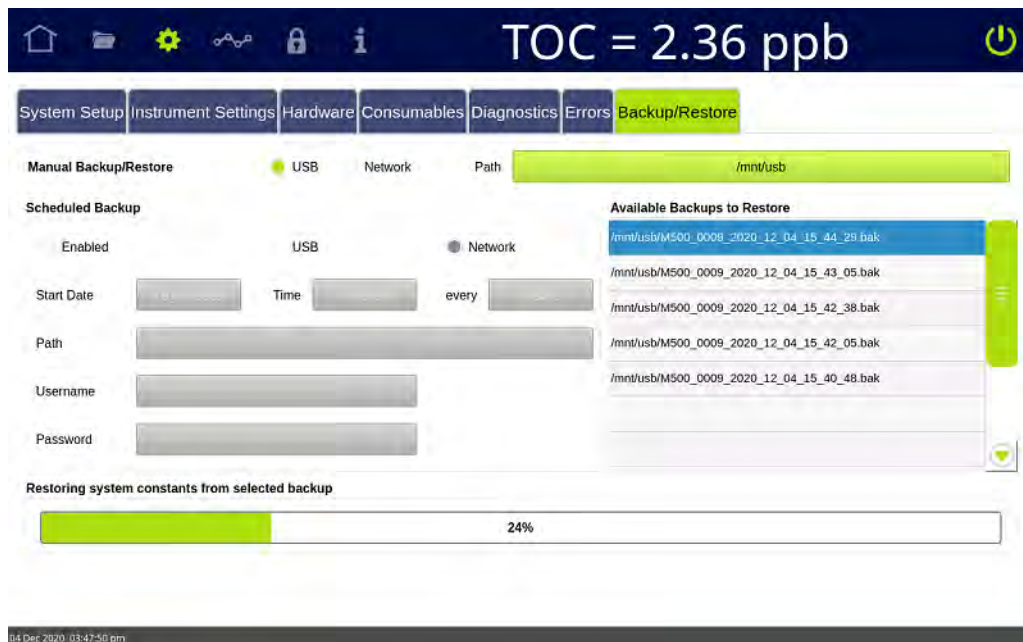 TOC = 2.36 ppb
System Setup Instrument Settings Hardware Consumables Diagnostics Errors Backup/Restore
Manual Backup/Restore USB Network Path /mnt/usb
Scheduled Backup Available Backups to Restore
/mnt/usb/M500_0009_2020_12_04_15_44_29.bak
Enabled USB Network
/mnt/usb/M500_0009_2020_12_04_15_43_05.bak
Start Date Time every
/mnt/usb/M500_0009_2020_12_04_15_42_38.bak
Path
/mnt/usb/M500_0009_2020_12_04_15_42_05.bak
Username
/mnt/usb/M500_0009_2020_12_04_15_40_48.bak
Password
Restoring system constants from selected backup
24%
04 Dec 2020 03:47:50 pm